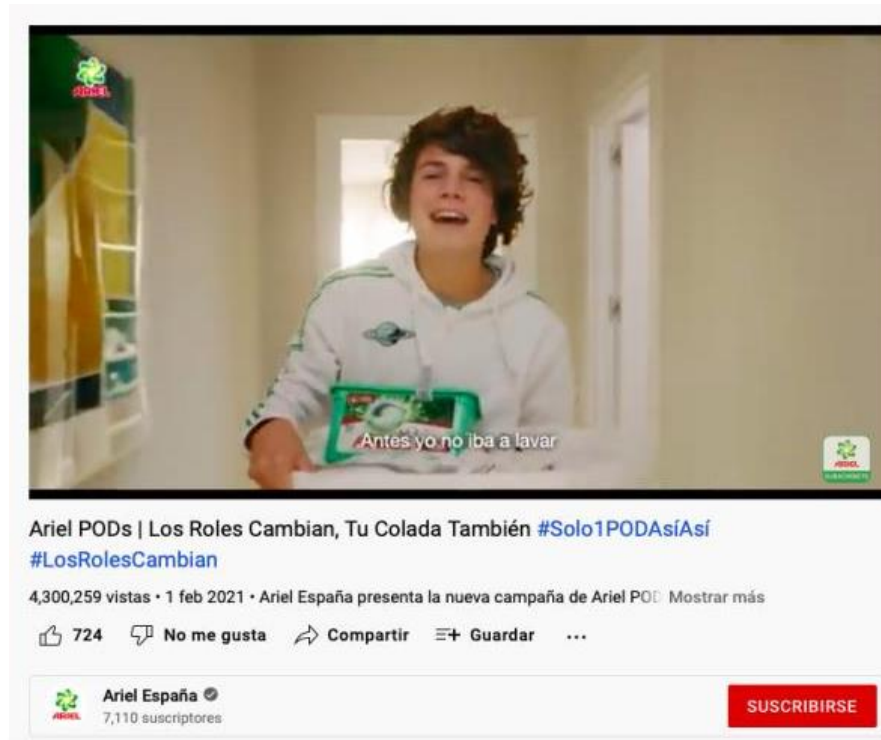 ARIEL
Antes yo no iba a lavar
ARIEL
SUSCRÍBETE
Ariel PODs | Los Roles Cambian, Tu Colada También #Solo1PODAsíAsí
#LosRolesCambian
4,300,259 vistas • 1 feb 2021 • Ariel España presenta la nueva campaña de Ariel POD Mostrar más
724 No me gusta Compartir Guardar ...
ARIEL
Ariel España
7,110 suscriptores
SUSCRIBIRSE